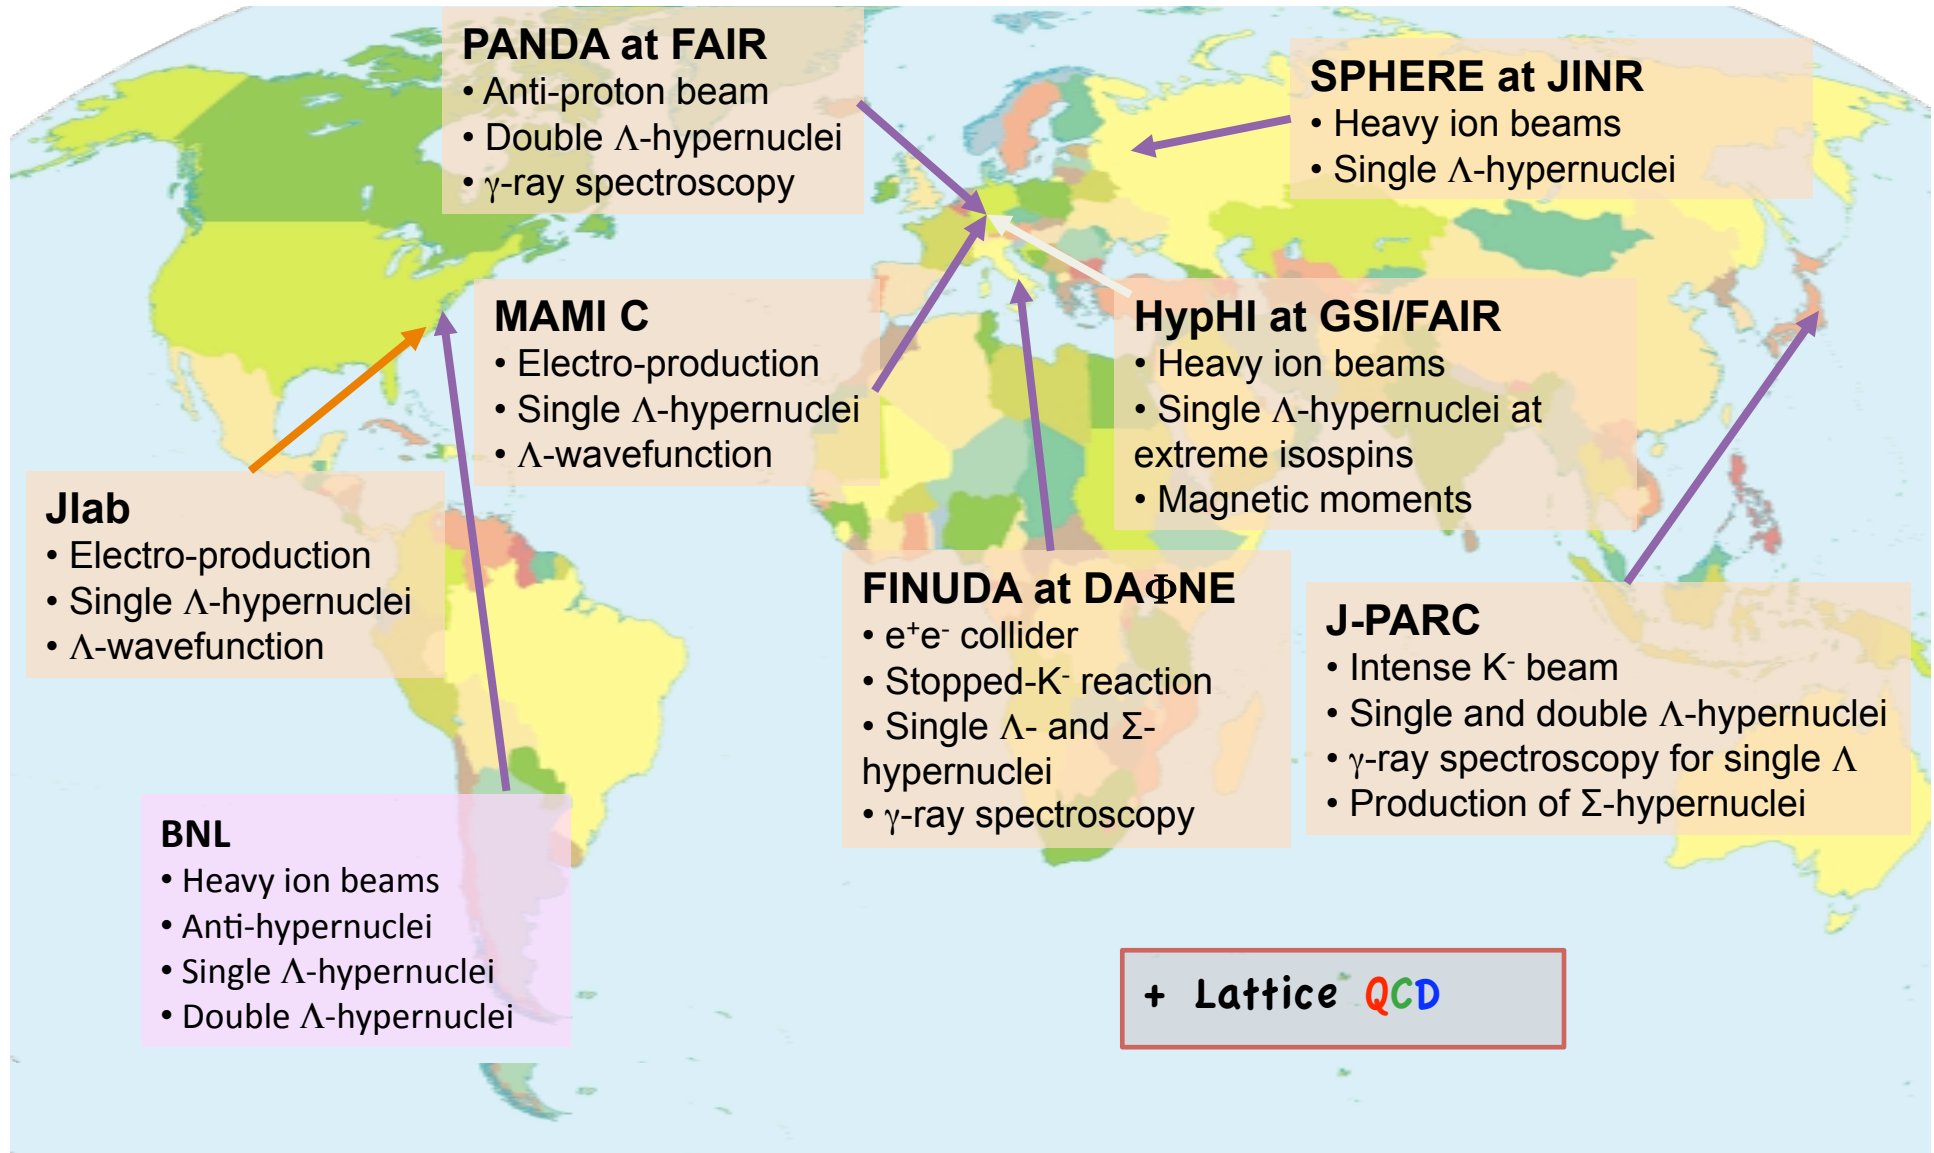 PANDA at FAIR
• Anti-proton beam
• Double Λ-hypernuclei
• γ-ray spectroscopy
SPHERE at JINR
• Heavy ion beams
• Single Λ-hypernuclei
MAMI C
• Electro-production
• Single Λ-hypernuclei
• Λ-wavefunction
HypHI at GSI/FAIR
• Heavy ion beams
• Single Λ-hypernuclei at
extreme isospins
• Magnetic moments
Jlab
• Electro-production
• Single Λ-hypernuclei
• Λ-wavefunction
FINUDA at DAΦNE
• e⁺e⁻ collider
• Stopped-K⁻ reaction
• Single Λ- and Σ-
hypernuclei
• γ-ray spectroscopy
J-PARC
• Intense K⁻ beam
• Single and double Λ-hypernuclei
• γ-ray spectroscopy for single Λ
• Production of Σ-hypernuclei
BNL
• Heavy ion beams
• Anti-hypernuclei
• Single Λ-hypernuclei
• Double Λ-hypernuclei
+ Lattice QCD